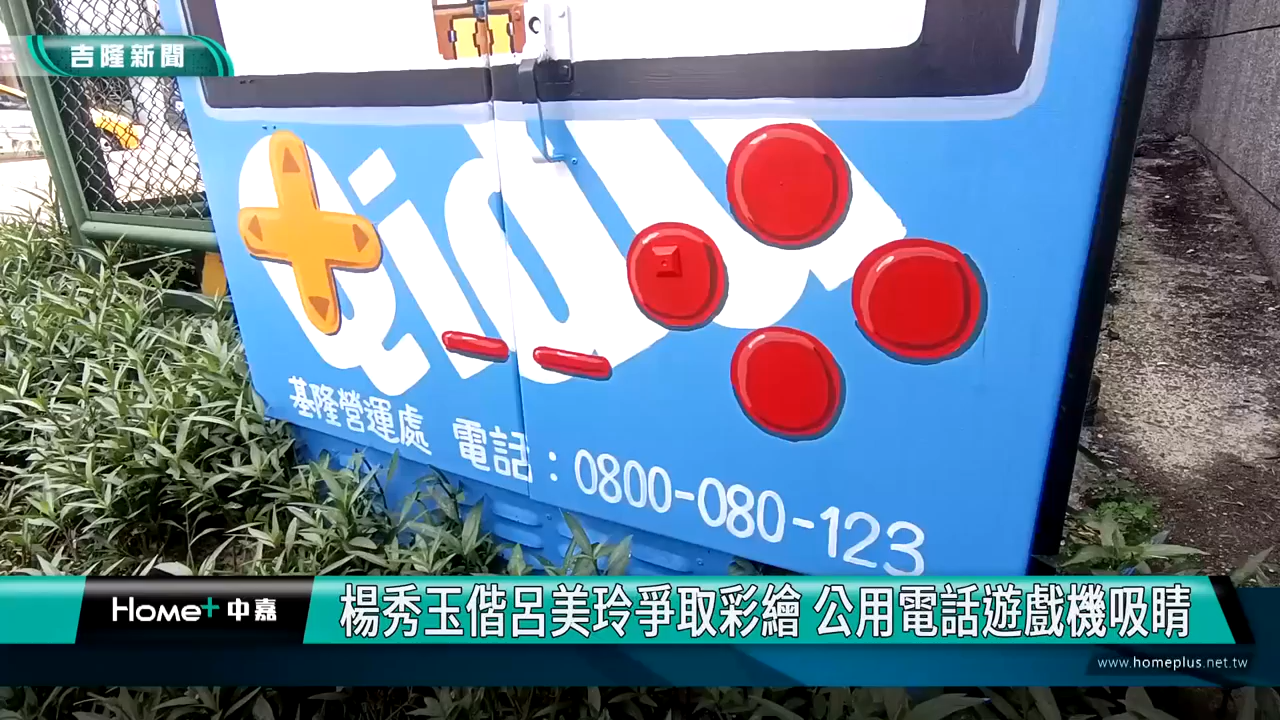 吉隆新聞
Qidu
基隆營運處 電話：0800-080-123
Home+ 中嘉
楊秀玉偕呂美玲爭取彩繪 公用電話遊戲機吸睛
www.homeplus.net.tw